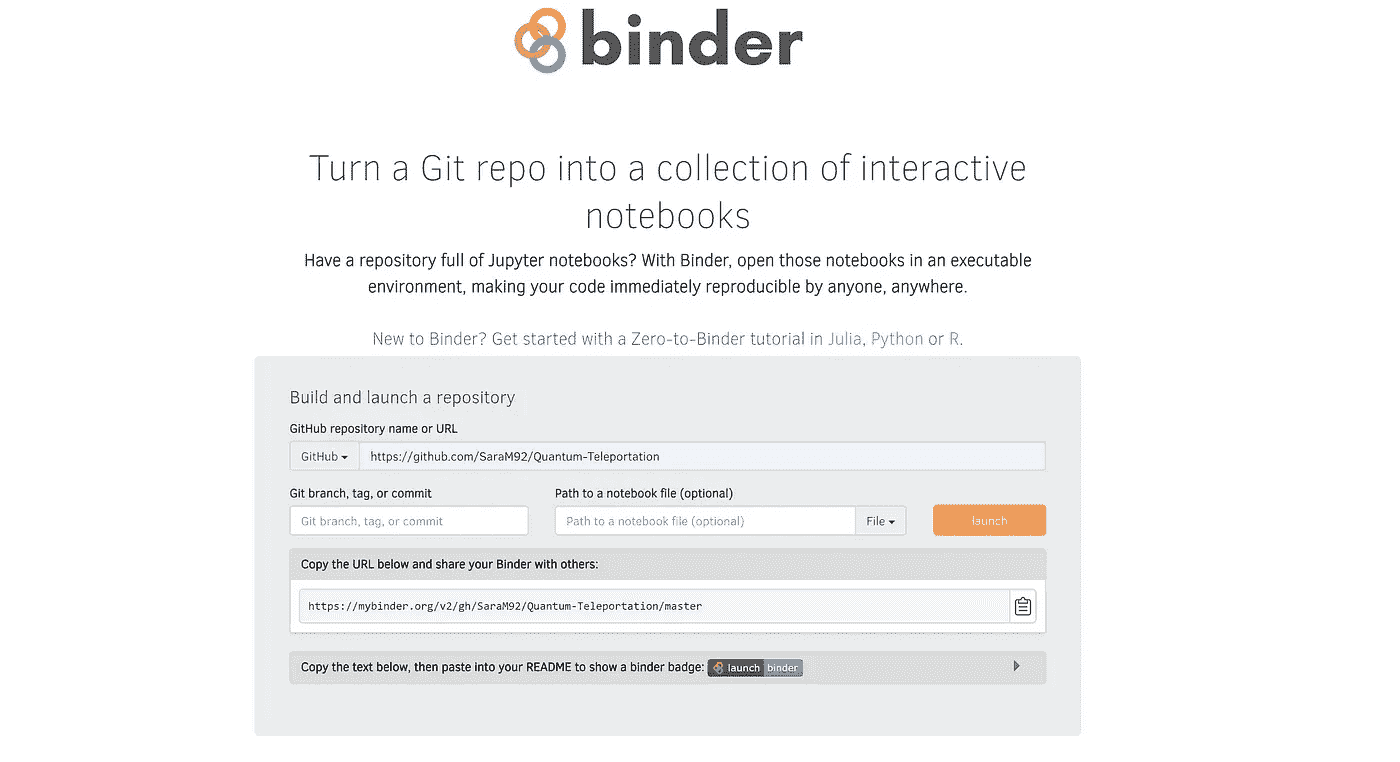 binder
Turn a Git repo into a collection of interactive
notebooks
Have a repository full of Jupyter notebooks? With Binder, open those notebooks in an executable
environment, making your code immediately reproducible by anyone, anywhere.
New to Binder? Get started with a Zero-to-Binder tutorial in Julia, Python or R.
Build and launch a repository
GitHub repository name or URL
GitHub https://github.com/SaraM92/Quantum-Teleportation
Git branch, tag, or commit Path to a notebook file (optional)
Git branch, tag, or commit Path to a notebook file (optional) File launch
Copy the URL below and share your Binder with others:
https://mybinder.org/v2/gh/SaraM92/Quantum-Teleportation/master
Copy the text below, then paste into your README to show a binder badge: launch binder